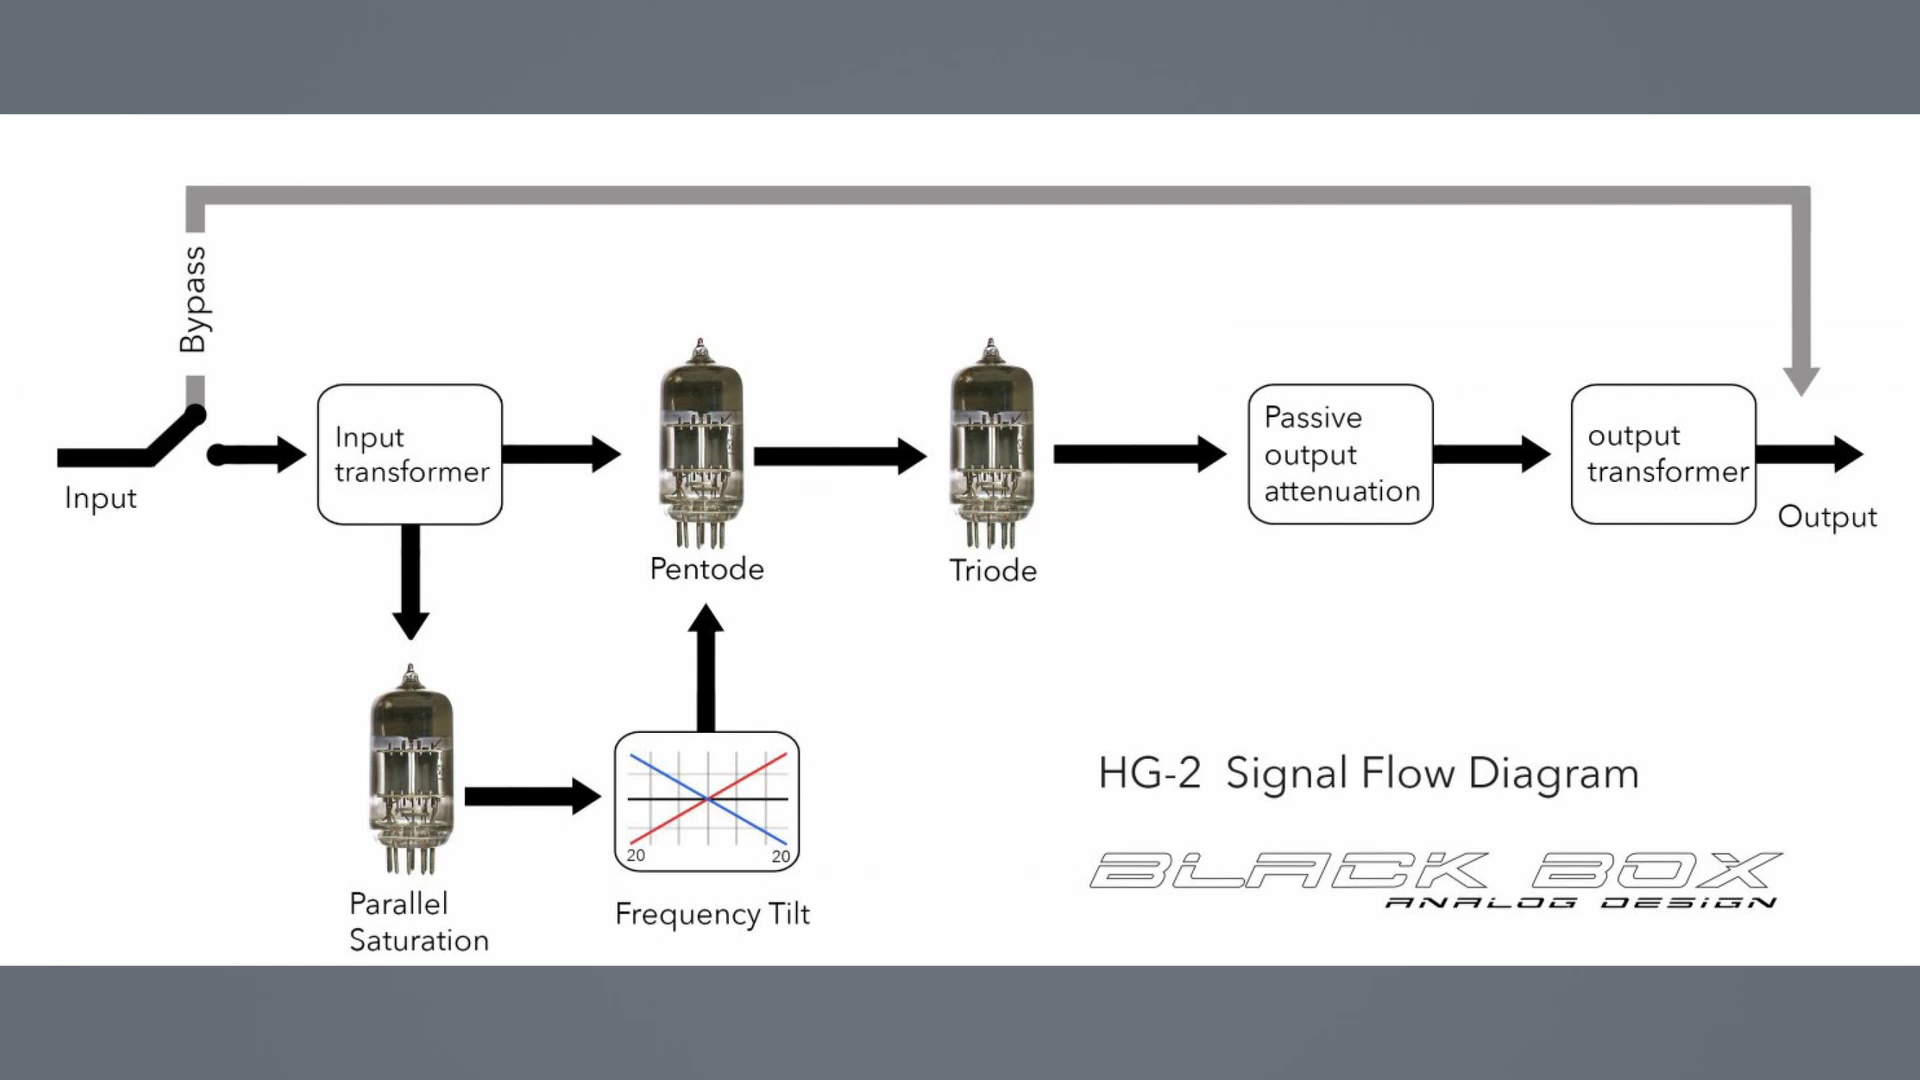 Bypass
Input
Input
transformer
Pentode
Triode
Passive
output
attenuation
output
transformer
Output
Parallel
Saturation
20
20
Frequency Tilt
HG-2 Signal Flow Diagram
BLACK BOX
ANALOG DESIGN